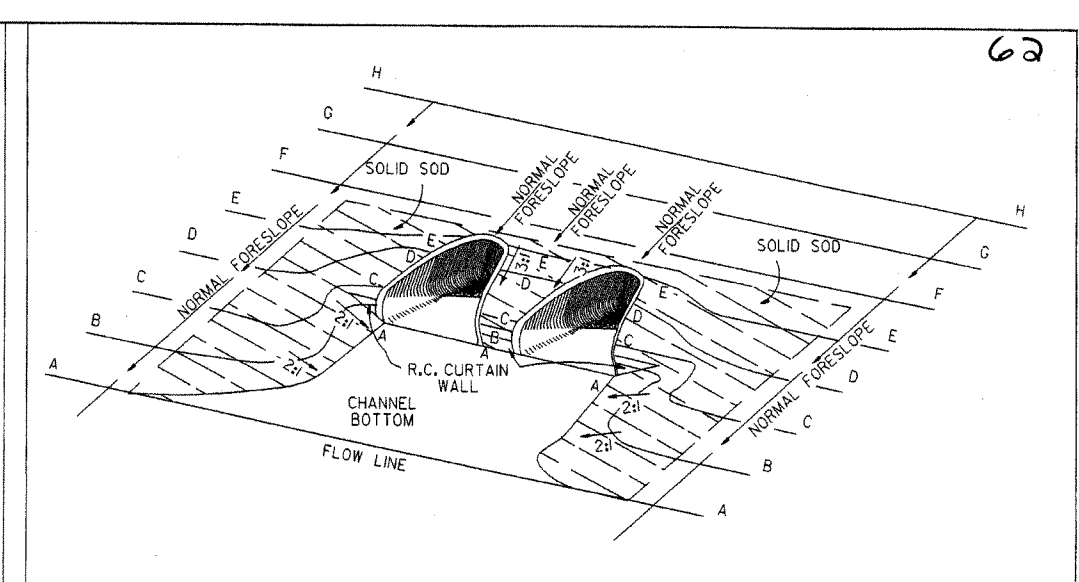 62
H
G
F
E
D
C
B
A
SOLID SOD
NORMAL FORESLOPE
NORMAL
FORESLOPE
NORMAL
FORESLOPE
NORMAL
FORESLOPE
SOLID SOD
H
G
F
E
D
C
B
A
NORMAL FORESLOPE
E
D
C
A
3:1
E
D
3:1
C
B
A
E
D
C
A
2:1
2:1
2:1
2:1
R.C. CURTAIN
WALL
CHANNEL
BOTTOM
FLOW LINE